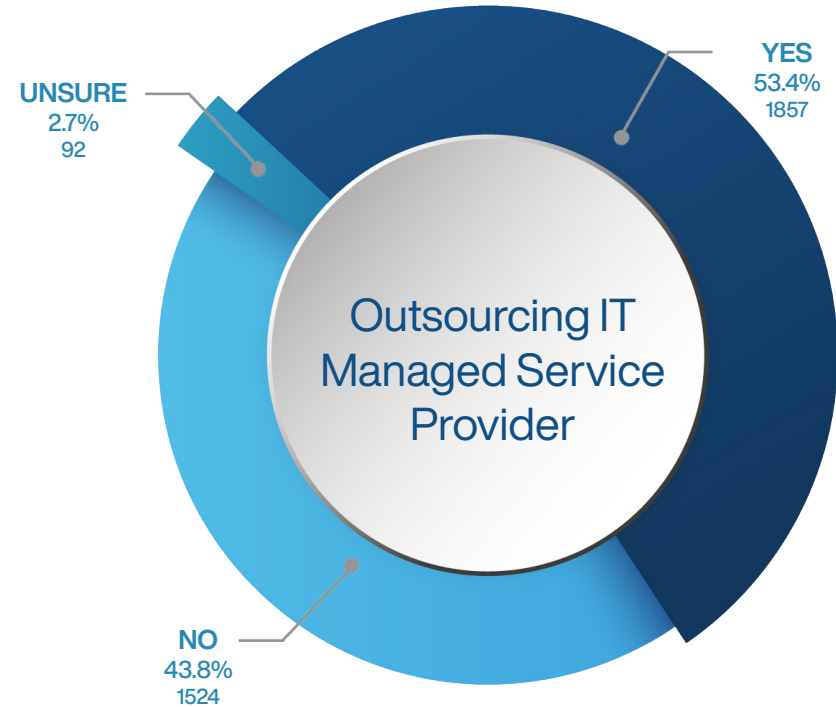 YES
53.4%
1857
UNSURE
2.7%
92
Outsourcing IT
Managed Service
Provider
NO
43.8%
1524